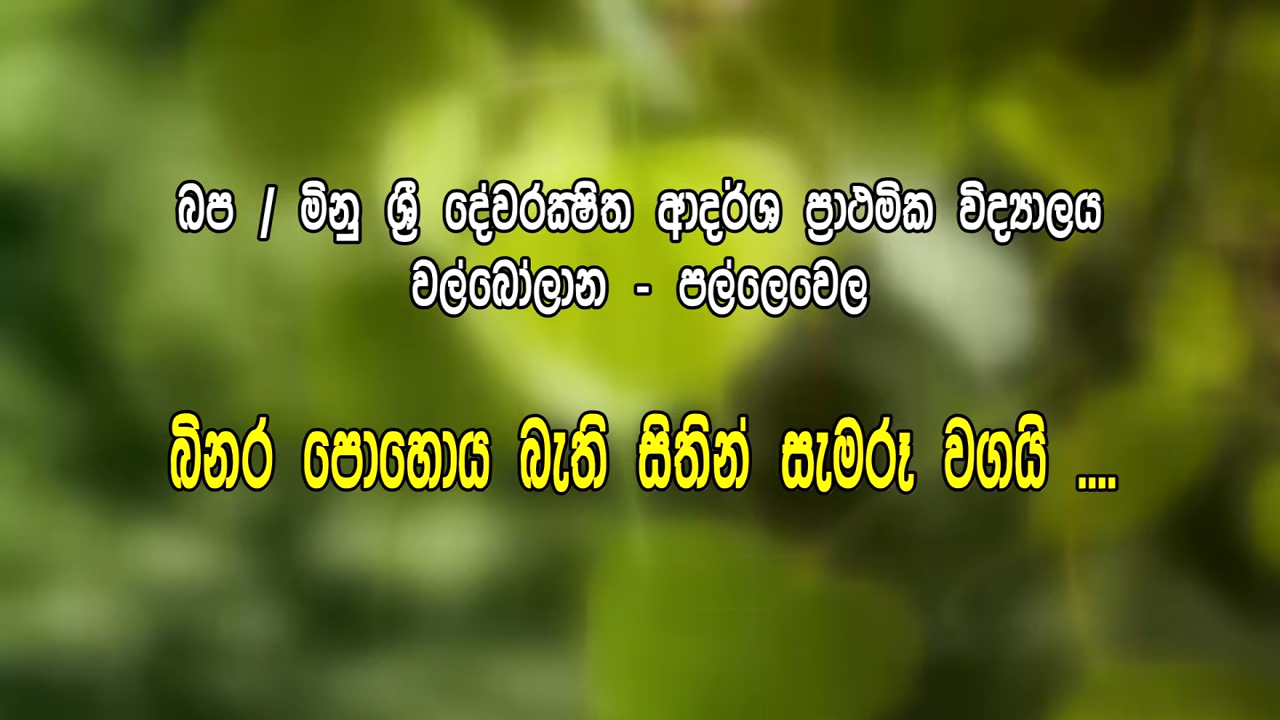 බප / මිනු ශ්‍රී දේවරක්ෂිත ආදර්ශ ප්‍රාථමික විද්‍යාලය
වල්බෝලාන - පල්ලෙවෙල
බිනර පොහොය බැති සිතින් සැමරූ වගයි ....